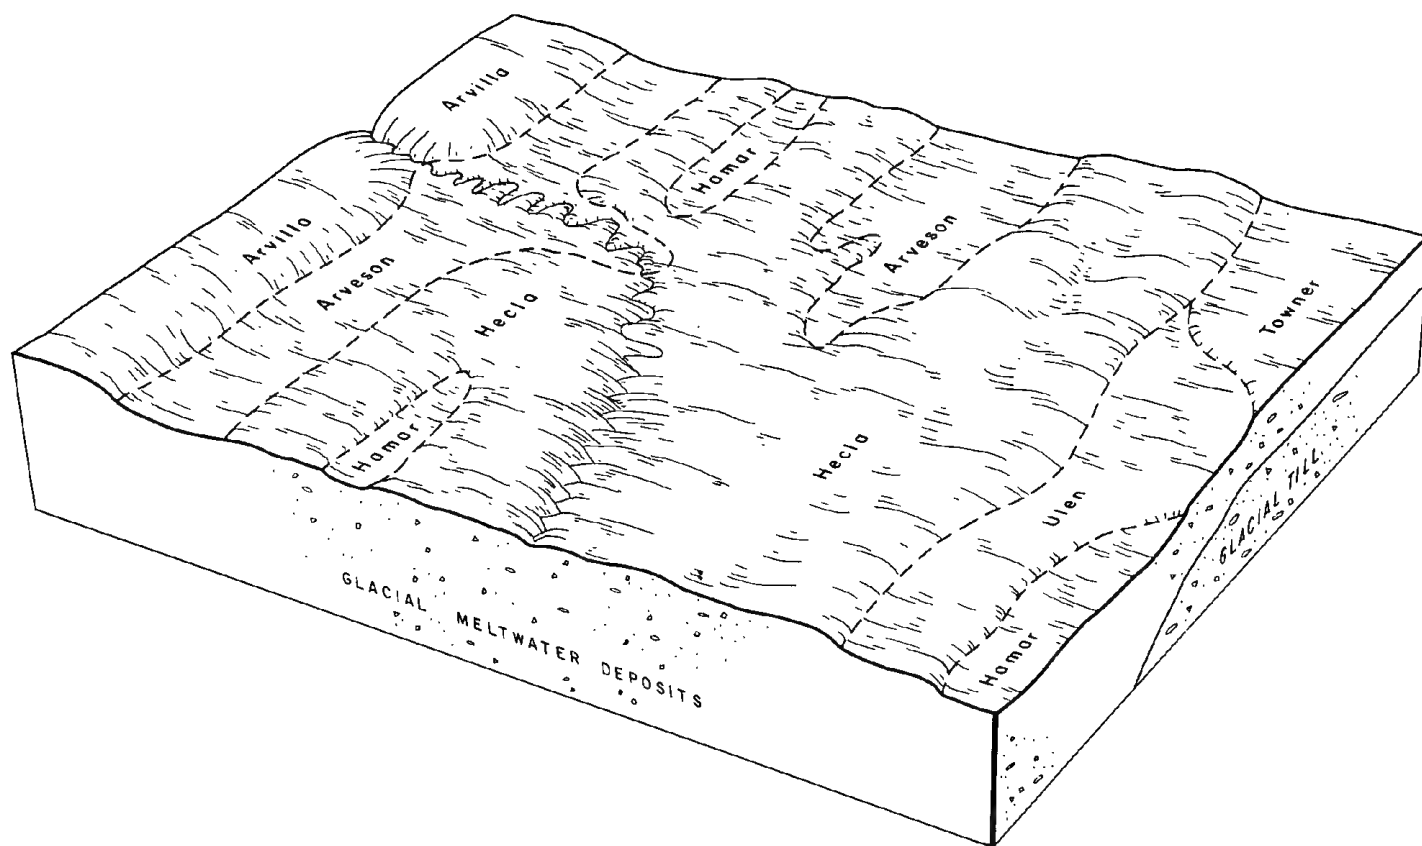 Arvilla
Hamar
Arvilla
Arveson
Arveson
Hecla
Towner
Hamar
Hecla
Ulen
GLACIAL TILL
GLACIAL MELTWATER DEPOSITS
Hamar